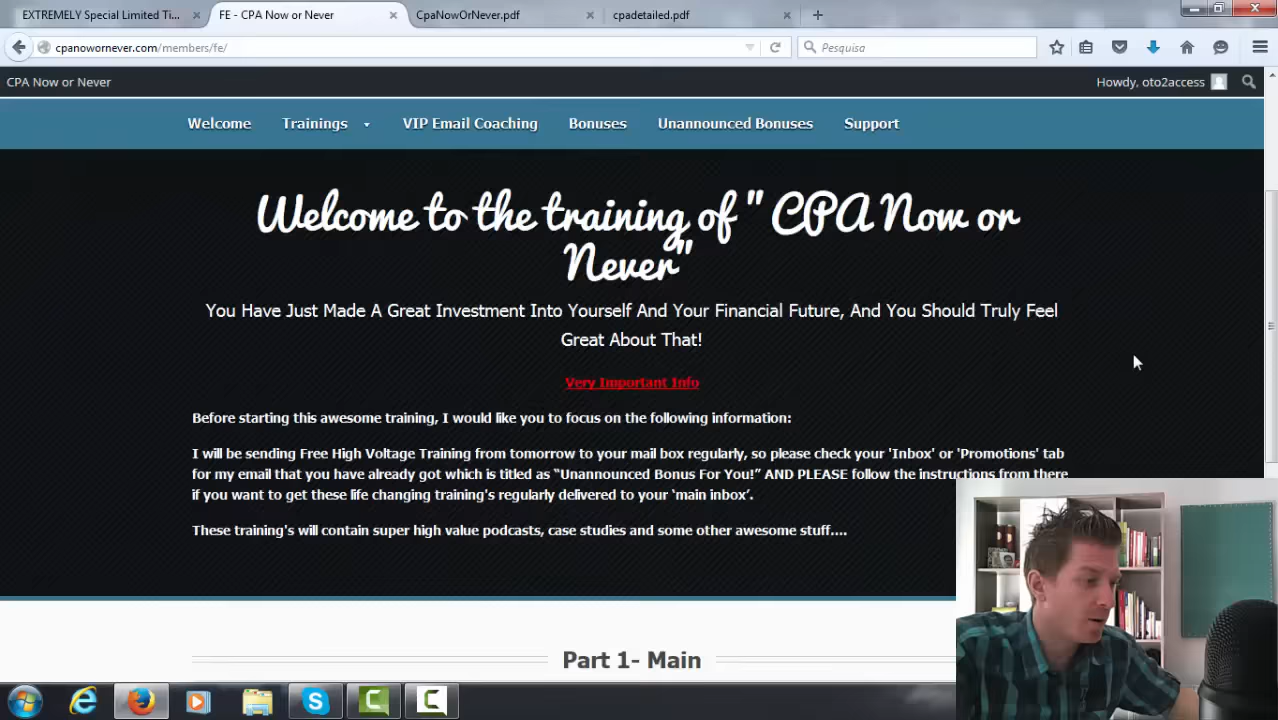 EXTREMELY Special Limited Ti...
FE - CPA Now or Never
CpaNowOrNever.pdf
cpadetailed.pdf
cpanowornever.com/members/fe/
Pesquisa
CPA Now or Never
Howdy, oto2access
Welcome
Trainings
VIP Email Coaching
Bonuses
Unannounced Bonuses
Support
Welcome to the training of " CPA Now or
Never"
You Have Just Made A Great Investment Into Yourself And Your Financial Future, And You Should Truly Feel
Great About That!
Very Important Info
Before starting this awesome training, I would like you to focus on the following information:
I will be sending Free High Voltage Training from tomorrow to your mail box regularly, so please check your 'Inbox' or 'Promotions' tab
for my email that you have already got which is titled as “Unannounced Bonus For You!” AND PLEASE follow the instructions from there
if you want to get these life changing training's regularly delivered to your ‘main inbox’.
These training's will contain super high value podcasts, case studies and some other awesome stuff....
Part 1- Main